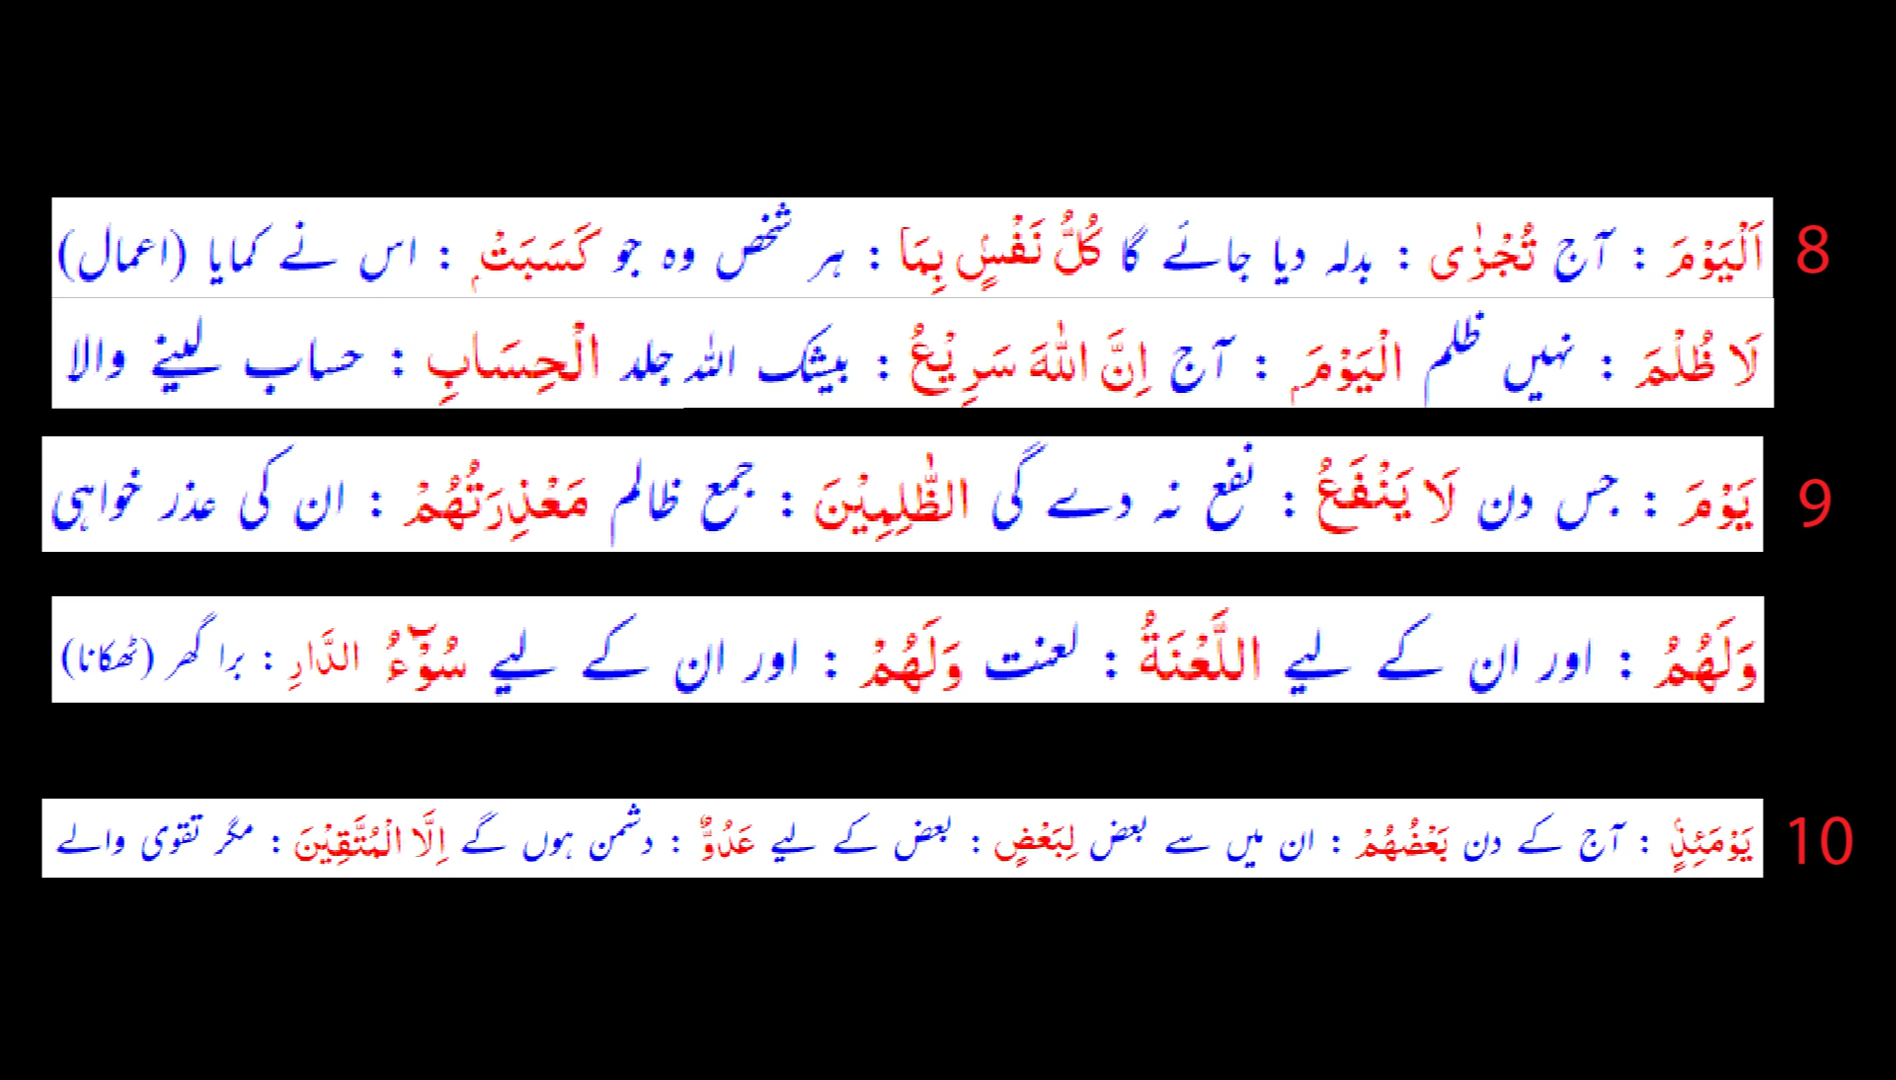 8 اَلْيَوْمَ : آج تُجْزٰى : بدلہ دیا جائے گا كُلُّ نَفْسٍۢ بِمَا : ہر شخص وہ جو كَسَبَتْ ۭ : اس نے کمایا (اعمال)
لَا ظُلْمَ : نہیں ظلم الْيَوْمَ ۭ : آج اِنَّ اللّٰهَ سَرِيْعُ : بیشک اللہ جلد الْحِسَابِ : حساب لینے والا
9 يَوْمَ : جس دن لَا يَنْفَعُ : نفع نہ دے گی الظّٰلِمِيْنَ : جمع ظالم مَعْذِرَتُهُمْ : ان کی عذر خواہی
وَلَهُمُ : اور ان کے لیے اللَّعْنَةُ : لعنت وَلَهُمْ : اور ان کے لیے سُوْۗءُ الدَّارِ : برا گھر (ٹھکانا)
10 يَوْمَئِذٍۢ : آج کے دن بَعْضُهُمْ : ان میں سے بعض لِبَعْضٍ : بعض کے لیے عَدُوٌّ : دشمن ہوں گے اِلَّا الْمُتَّقِيْنَ : مگر تقوی والے